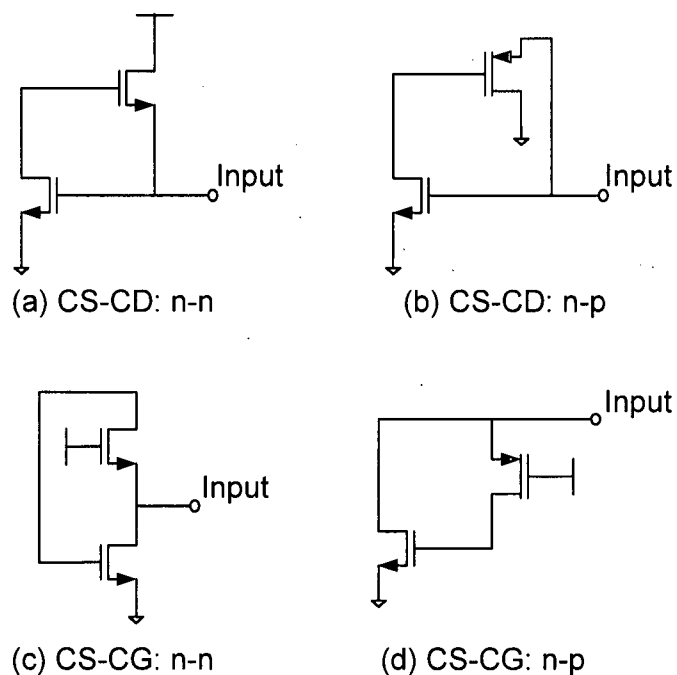 Input
Input
(a) CS-CD: n-n
(b) CS-CD: n-p
Input
Input
(c) CS-CG: n-n
(d) CS-CG: n-p